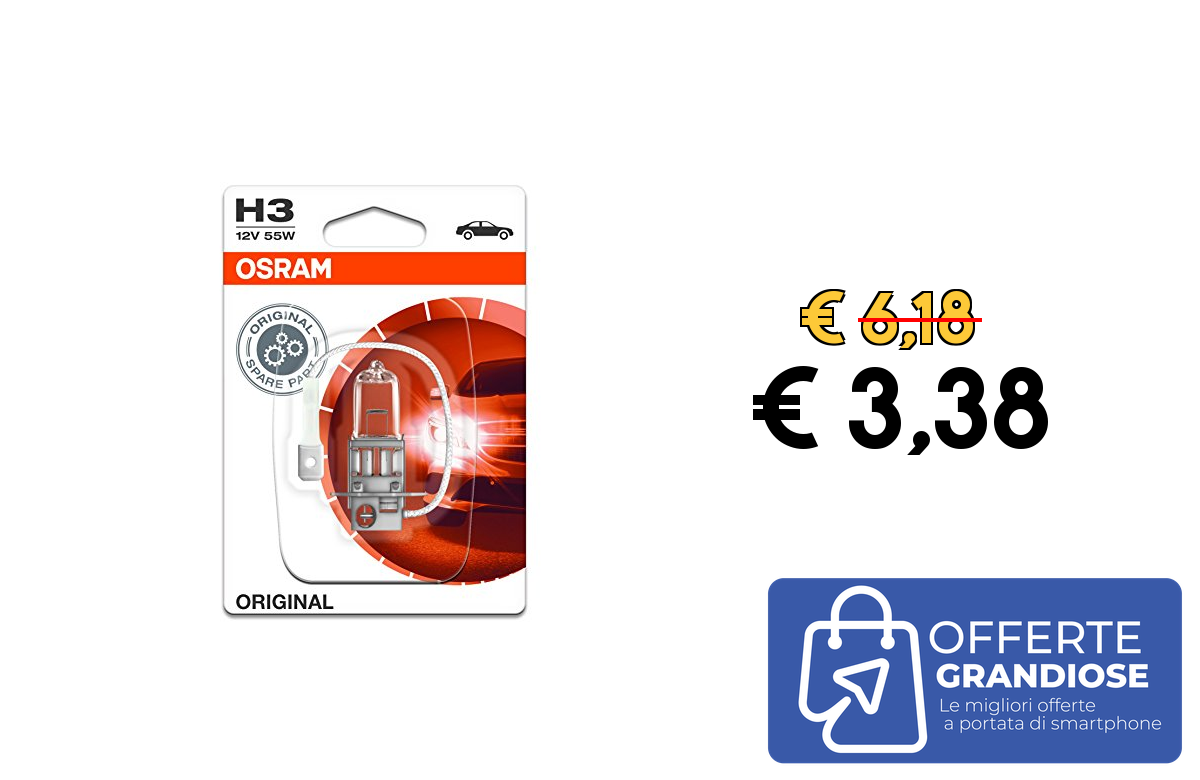 H3
12V 55W
OSRAM
ORIGINAL
SPARE PART
ORIGINAL
€ 6,18
€ 3,38
OFFERTE
GRANDIOSE
Le migliori offerte
a portata di smartphone